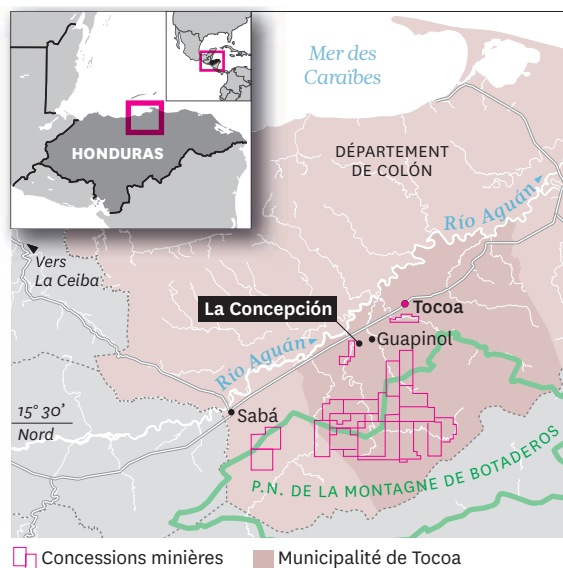 HONDURAS
Mer des
Caraïbes
DÉPARTEMENT
DE COLÓN
Río Aguán
Vers
La Ceiba
La Concepción
Tocoa
Guapinol
Río Aguán
15° 30’
Nord
Sabá
P.N. DE LA MONTAGNE DE BOTADEROS
Concessions minières
Municipalité de Tocoa